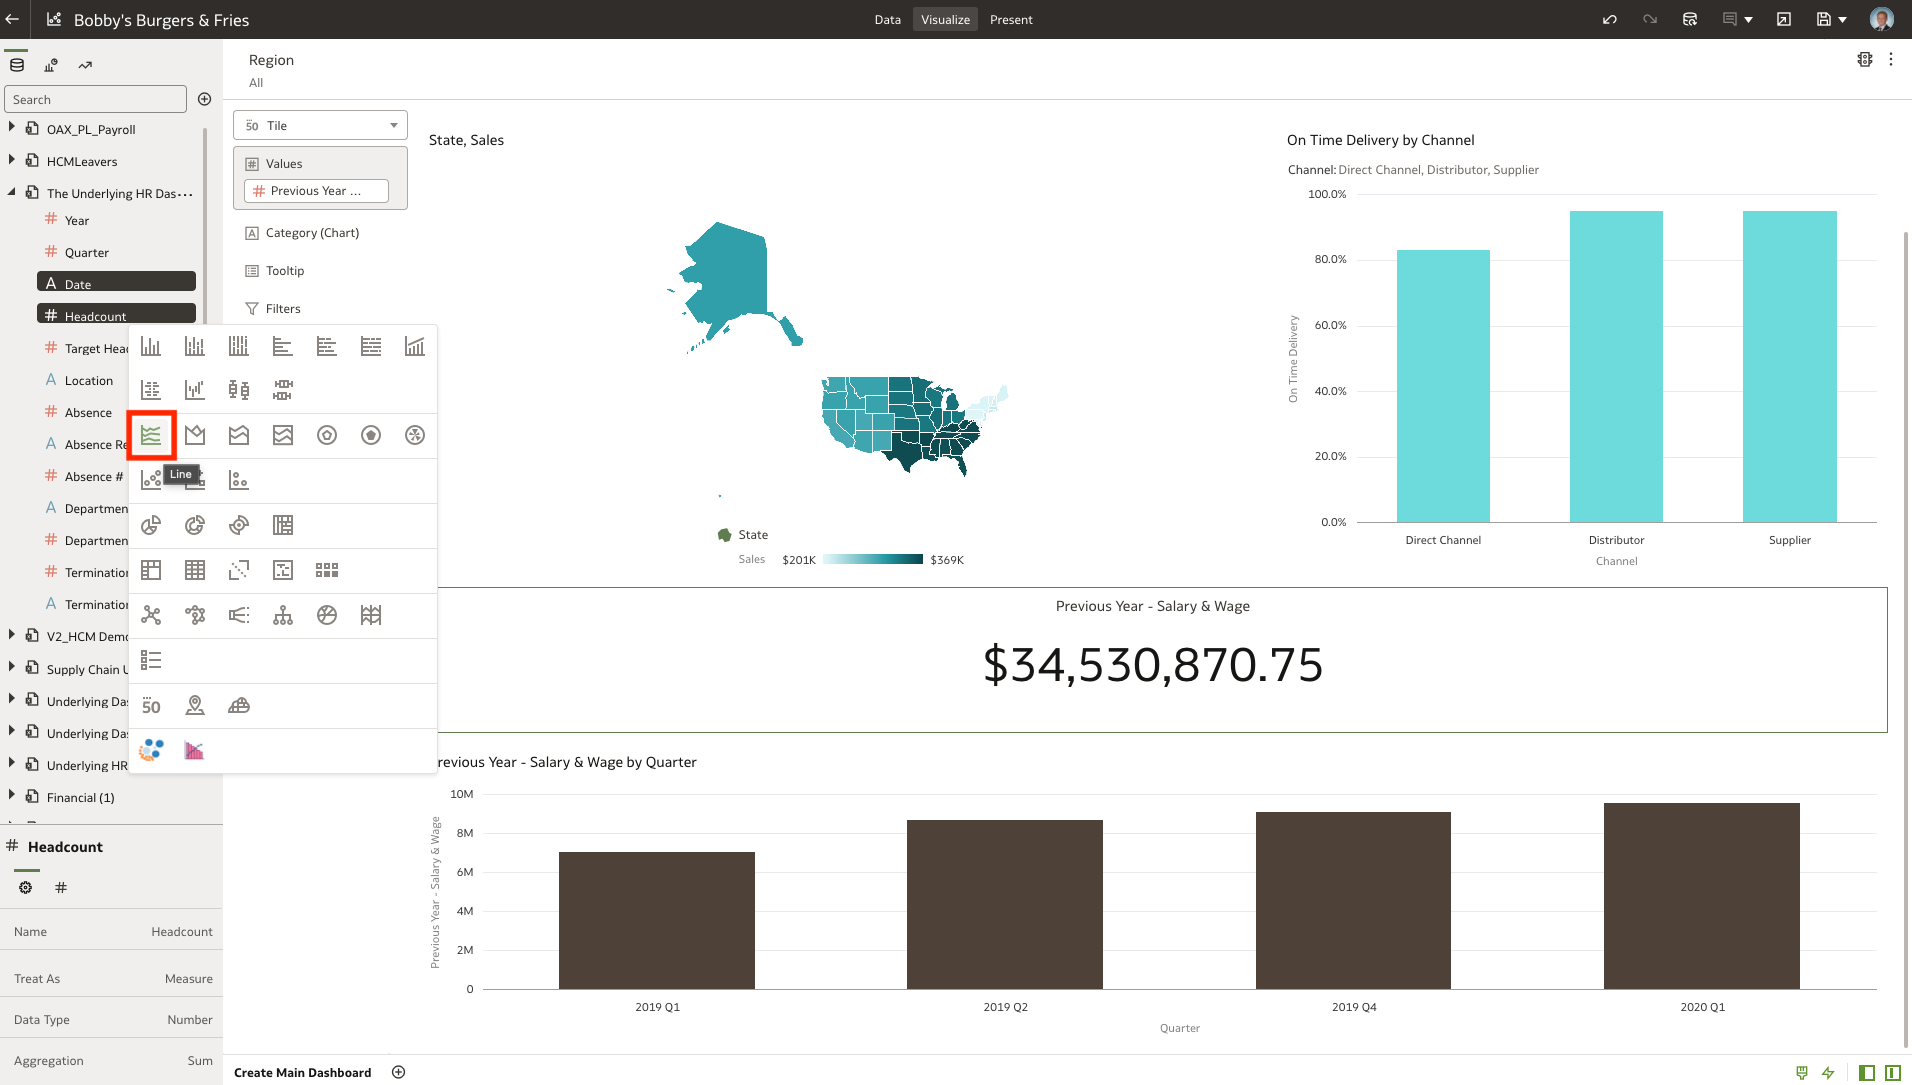 Bobby's Burgers & Fries
Data
Visualize
Present
Search
OAX_PL_Payroll
HCMLeavers
The Underlying HR Das...
Year
Quarter
Date
Headcount
Target Head
Location
Absence
Absence Re
Absence #
Departmen
Departmen
Termination
Termination
V2_HCM Demo
Supply Chain U
Underlying Das
Underlying Das
Underlying HR
Financial (1)
Line
50
Headcount
Name
Headcount
Treat As
Measure
Data Type
Number
Aggregation
Sum
Region
All
50 Tile
Values
Previous Year ...
Category (Chart)
Tooltip
Filters
State, Sales
State
Sales
$201K
$369K
On Time Delivery by Channel
Channel: Direct Channel, Distributor, Supplier
100.0%
80.0%
60.0%
40.0%
20.0%
0.0%
On Time Delivery
Direct Channel
Distributor
Supplier
Channel
Previous Year - Salary & Wage
$34,530,870.75
revious Year - Salary & Wage by Quarter
10M
8M
6M
4M
2M
0
Previous Year - Salary & Wage
2019 Q1
2019 Q2
2019 Q4
2020 Q1
Quarter
Create Main Dashboard